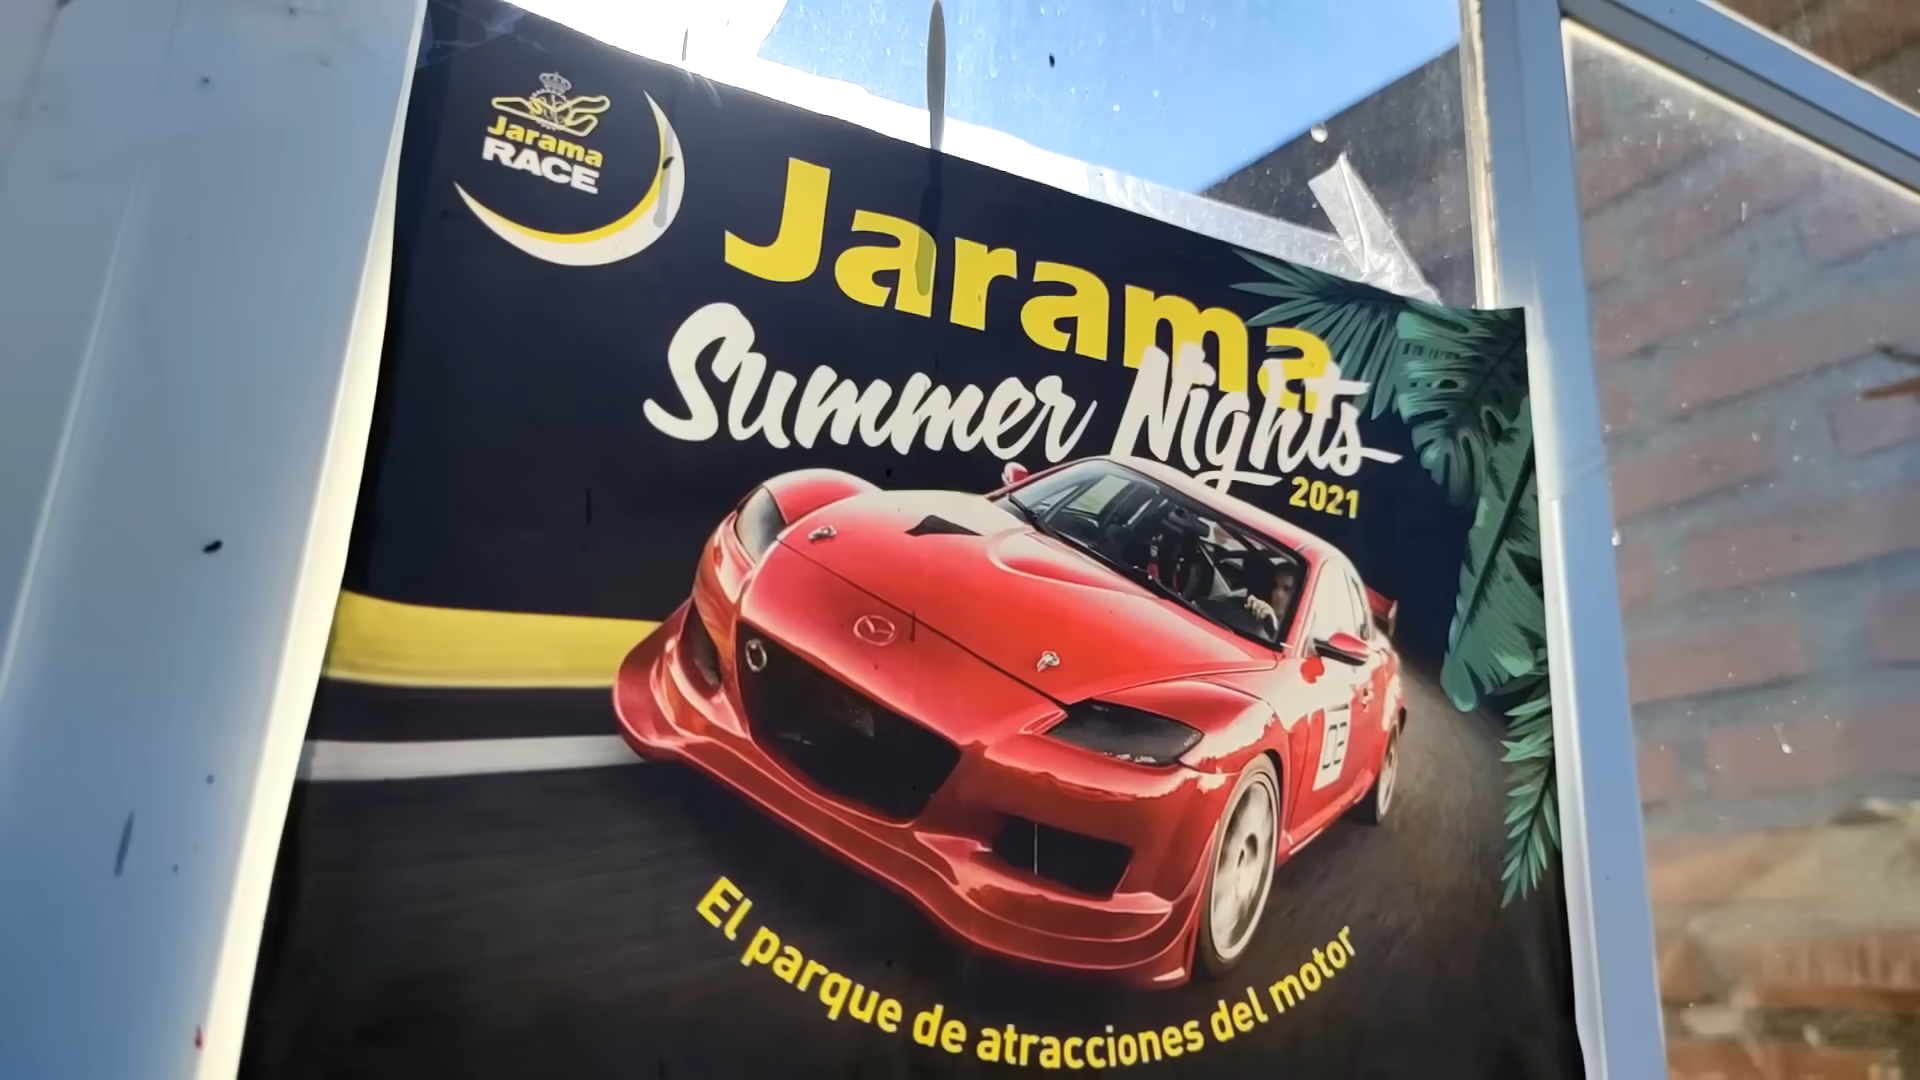 Jarama
RACE
Jarama
Summer Nights
2021
El parque de atracciones del motor